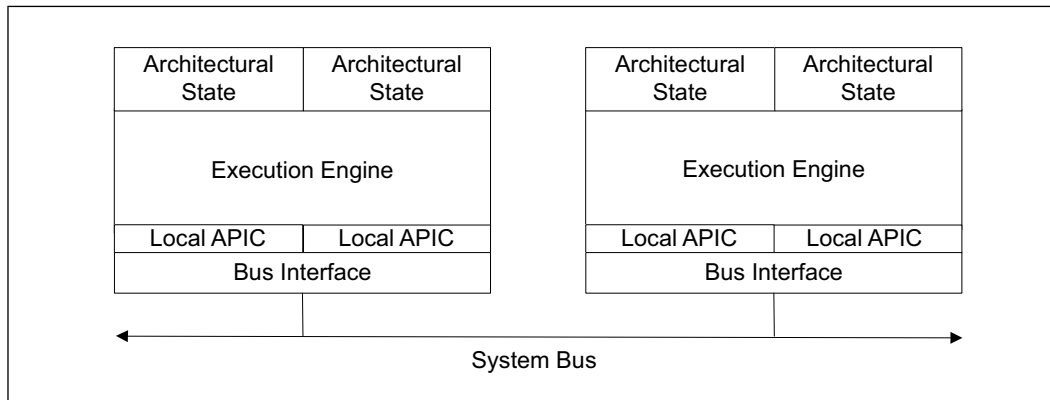 Architectural
State
Architectural
State
Execution Engine
Local APIC
Local APIC
Bus Interface
Architectural
State
Architectural
State
Execution Engine
Local APIC
Local APIC
Bus Interface
System Bus